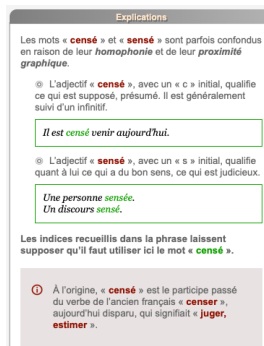 Explications
Les mots « censé » et « sensé » sont parfois confondus
en raison de leur homophonie et de leur proximité
graphique.
L'adjectif « censé », avec un « c » initial, qualifie
ce qui est supposé, présumé. Il est généralement
suivi d'un infinitif.
Il est censé venir aujourd'hui.
L'adjectif « sensé », avec un « s » initial, qualifie
quant à lui ce qui a du bon sens, ce qui est judicieux.
Une personne sensée.
Un discours sensé.
Les indices recueillis dans la phrase laissent
supposer qu'il faut utiliser ici le mot « censé ».
À l'origine, « censé » est le participe passé
du verbe de l'ancien français « censer »,
aujourd'hui disparu, qui signifiait « juger,
estimer ».